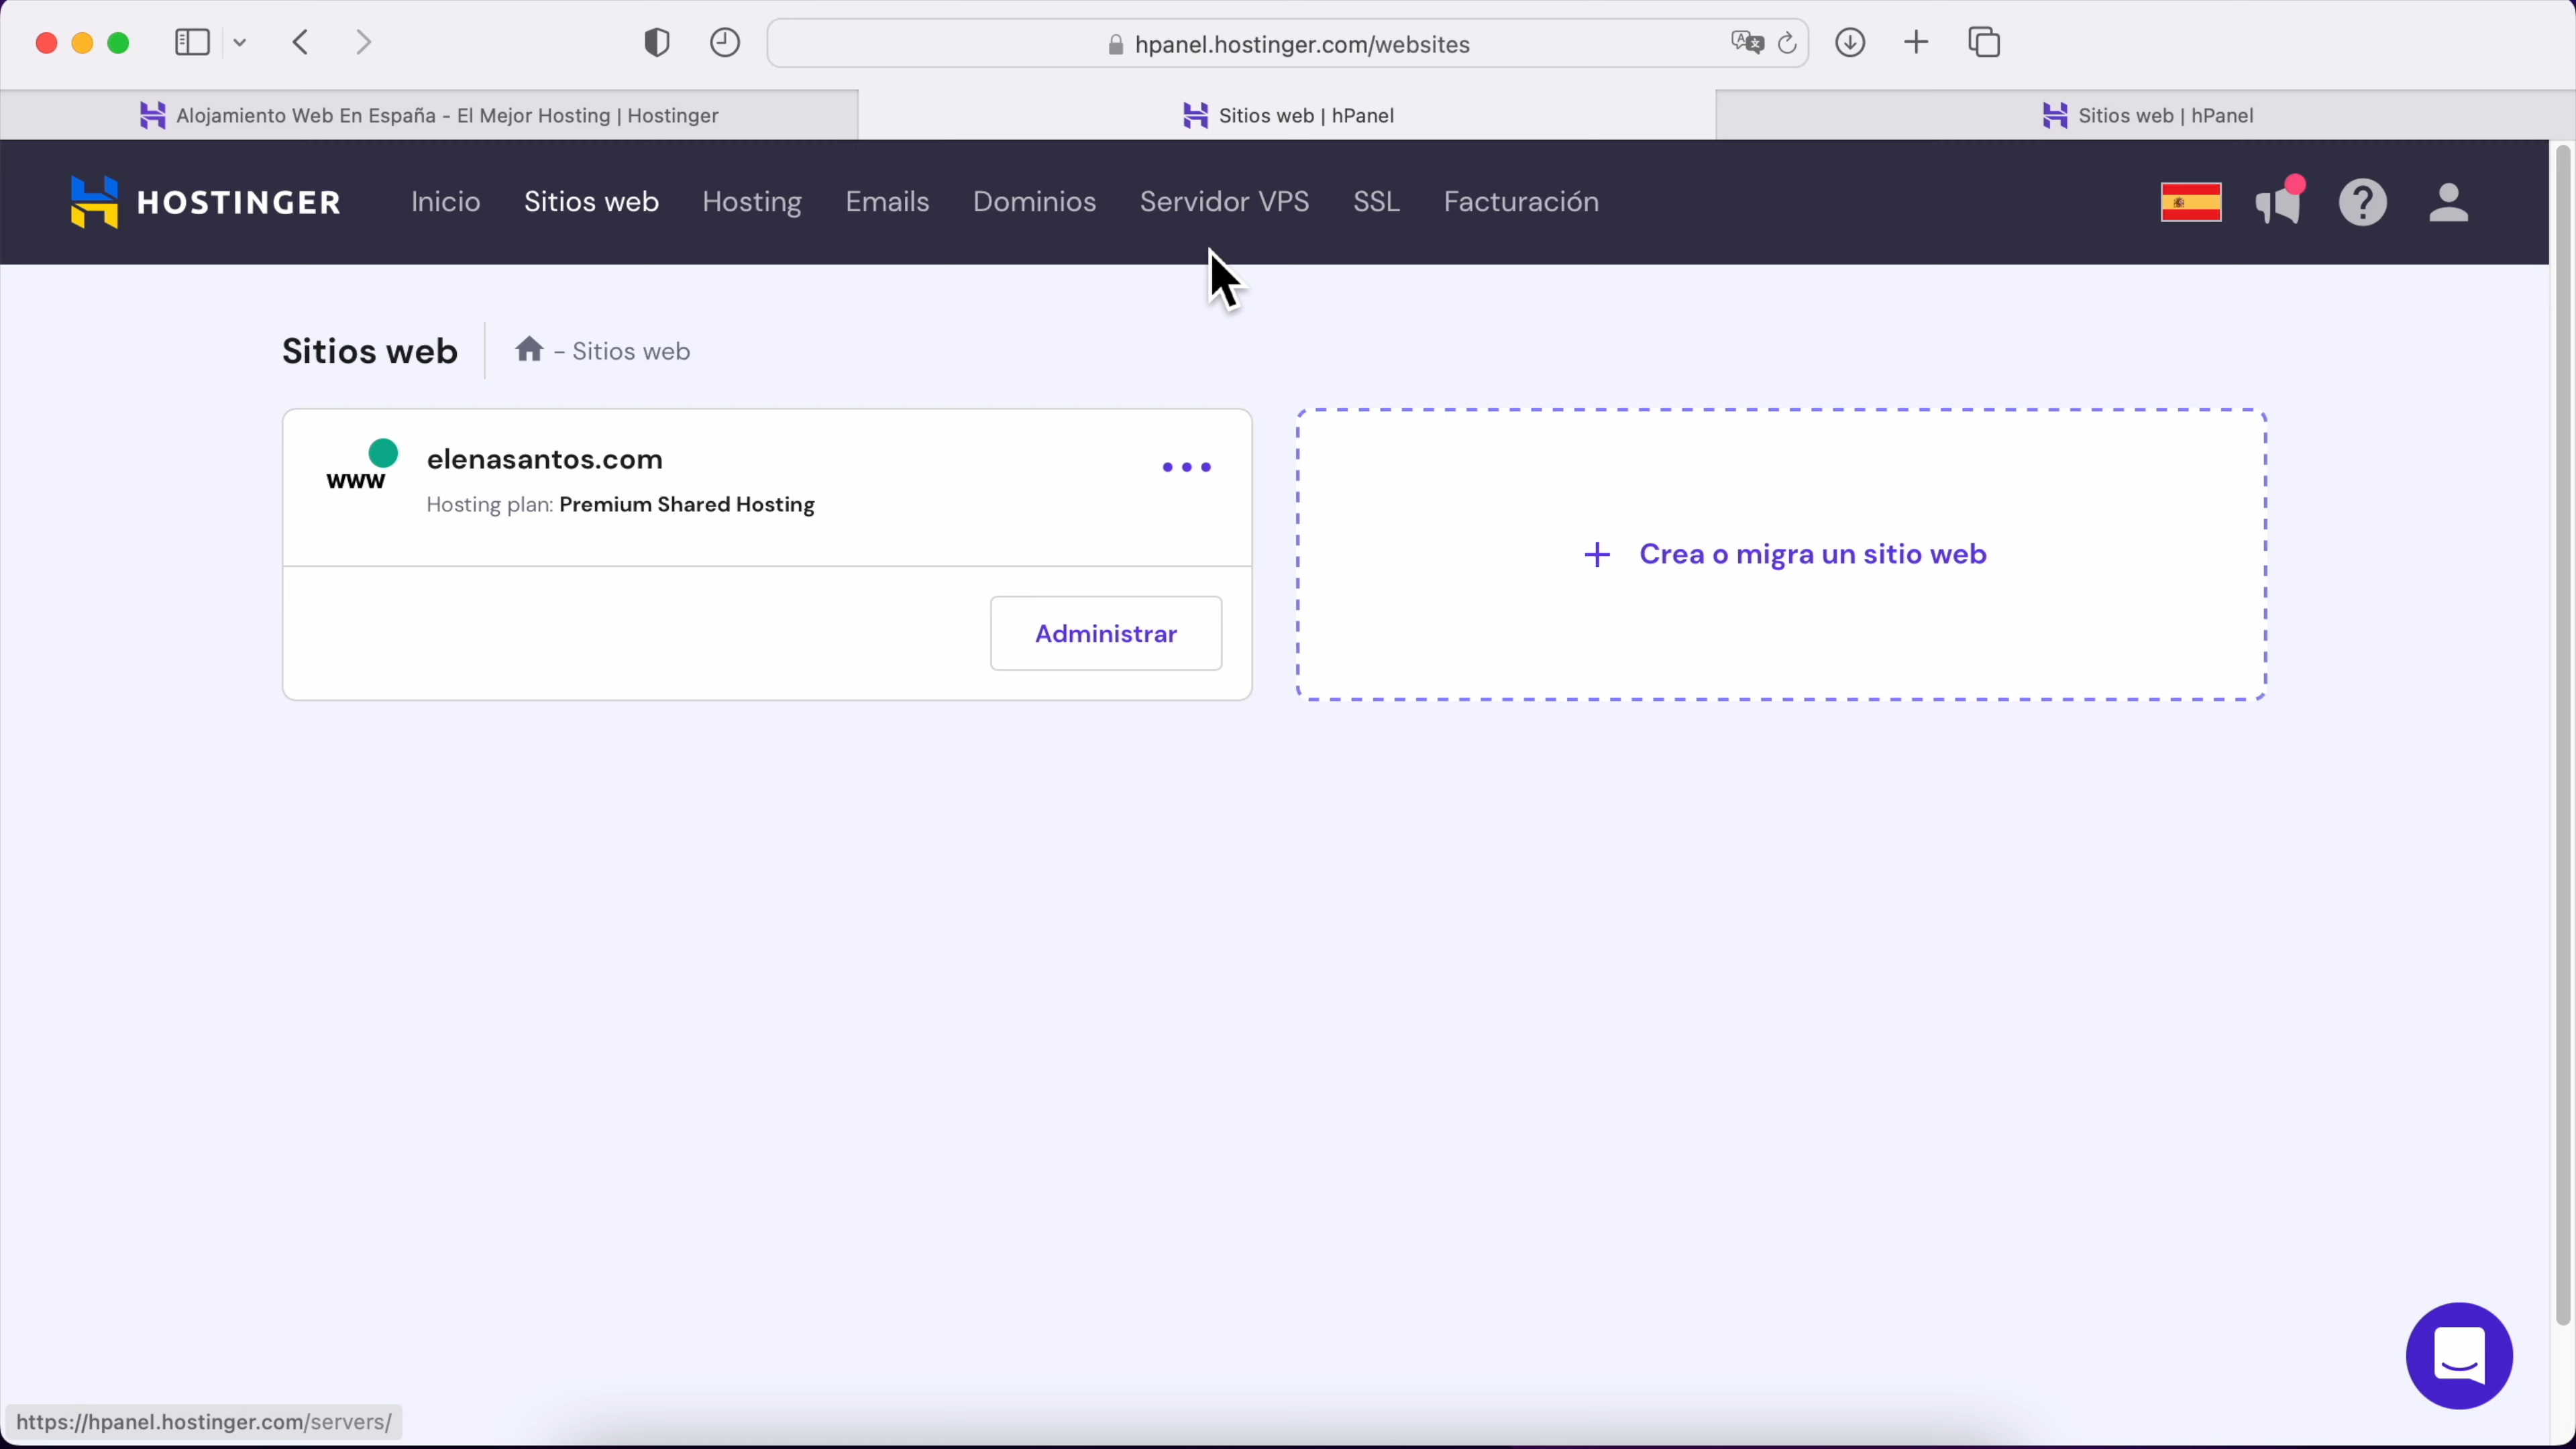 hpanel.hostinger.com/websites
Alojamiento Web En España - El Mejor Hosting | Hostinger
Sitios web | hPanel
Sitios web | hPanel
HOSTINGER
Inicio
Sitios web
Hosting
Emails
Dominios
Servidor VPS
SSL
Facturación
Sitios web
- Sitios web
www
elenasantos.com
Hosting plan: Premium Shared Hosting
Administrar
+ Crea o migra un sitio web
https://hpanel.hostinger.com/servers/